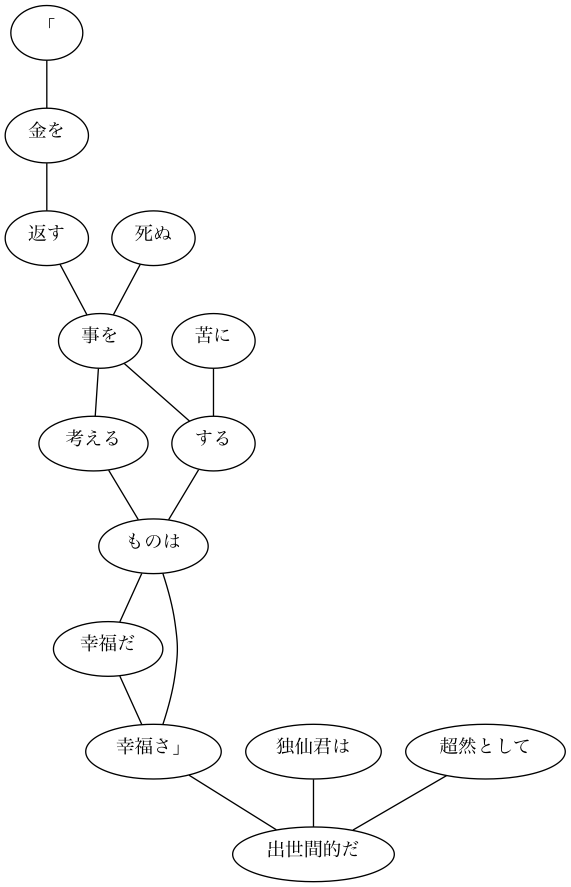 「
金を
返す
死ぬ
事を
苦に
考える
する
ものは
幸福だ
幸福さ」
独仙君は
超然として
出世間的だ